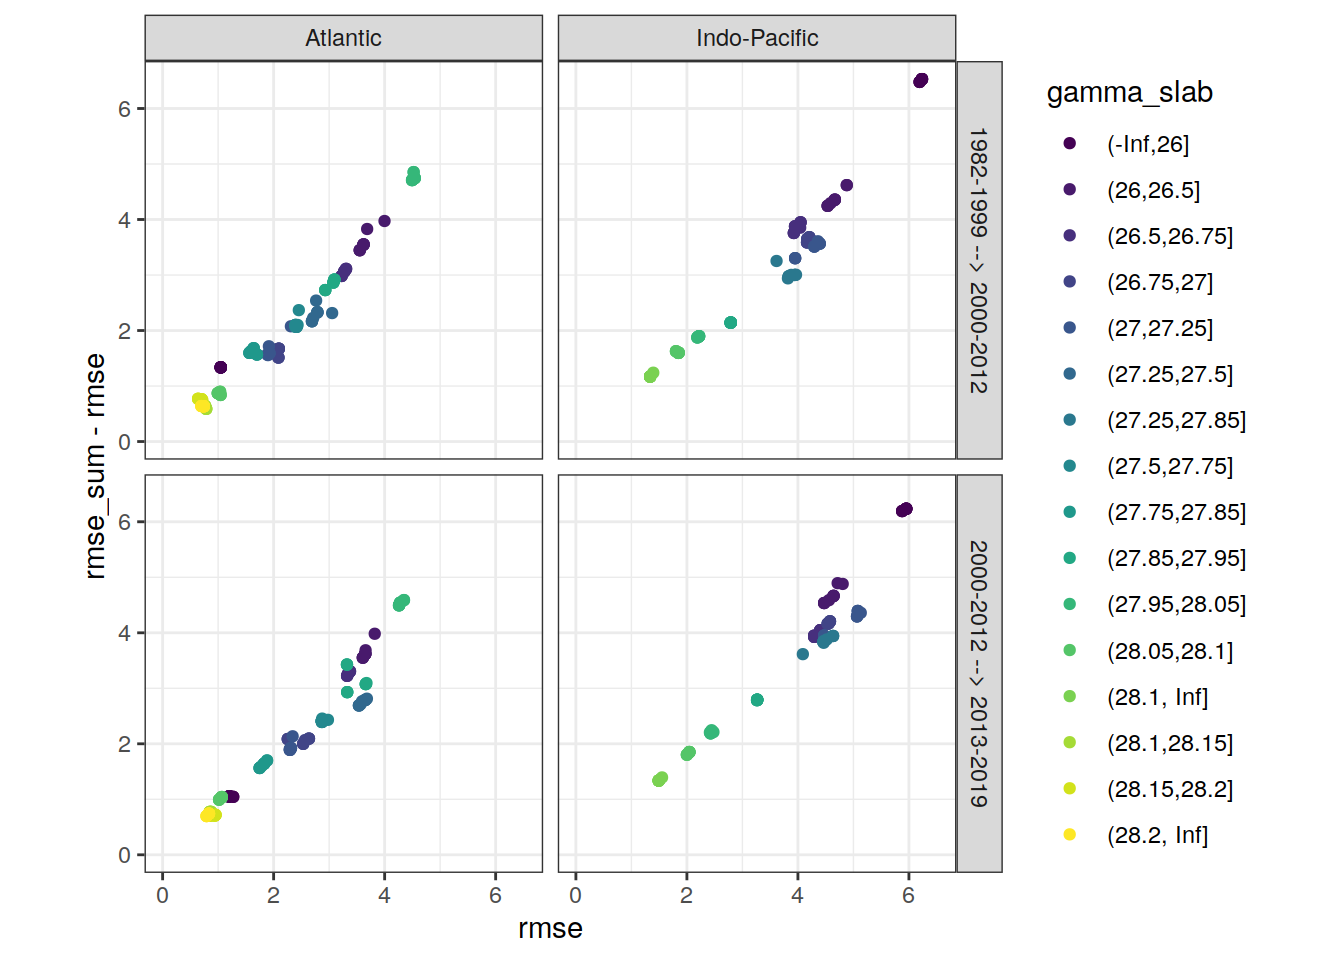 Atlantic
Indo-Pacific
6
4
2
0
1982-1999 --> 2000-2012
6
4
2
0
2000-2012 --> 2013-2019
0 2 4 6
0 2 4 6
rmse
rmse_sum - rmse
gamma_slab
(-Inf,26]
(26,26.5]
(26.5,26.75]
(26.75,27]
(27,27.25]
(27.25,27.5]
(27.25,27.85]
(27.5,27.75]
(27.75,27.85]
(27.85,27.95]
(27.95,28.05]
(28.05,28.1]
(28.1, Inf]
(28.1,28.15]
(28.15,28.2]
(28.2, Inf]